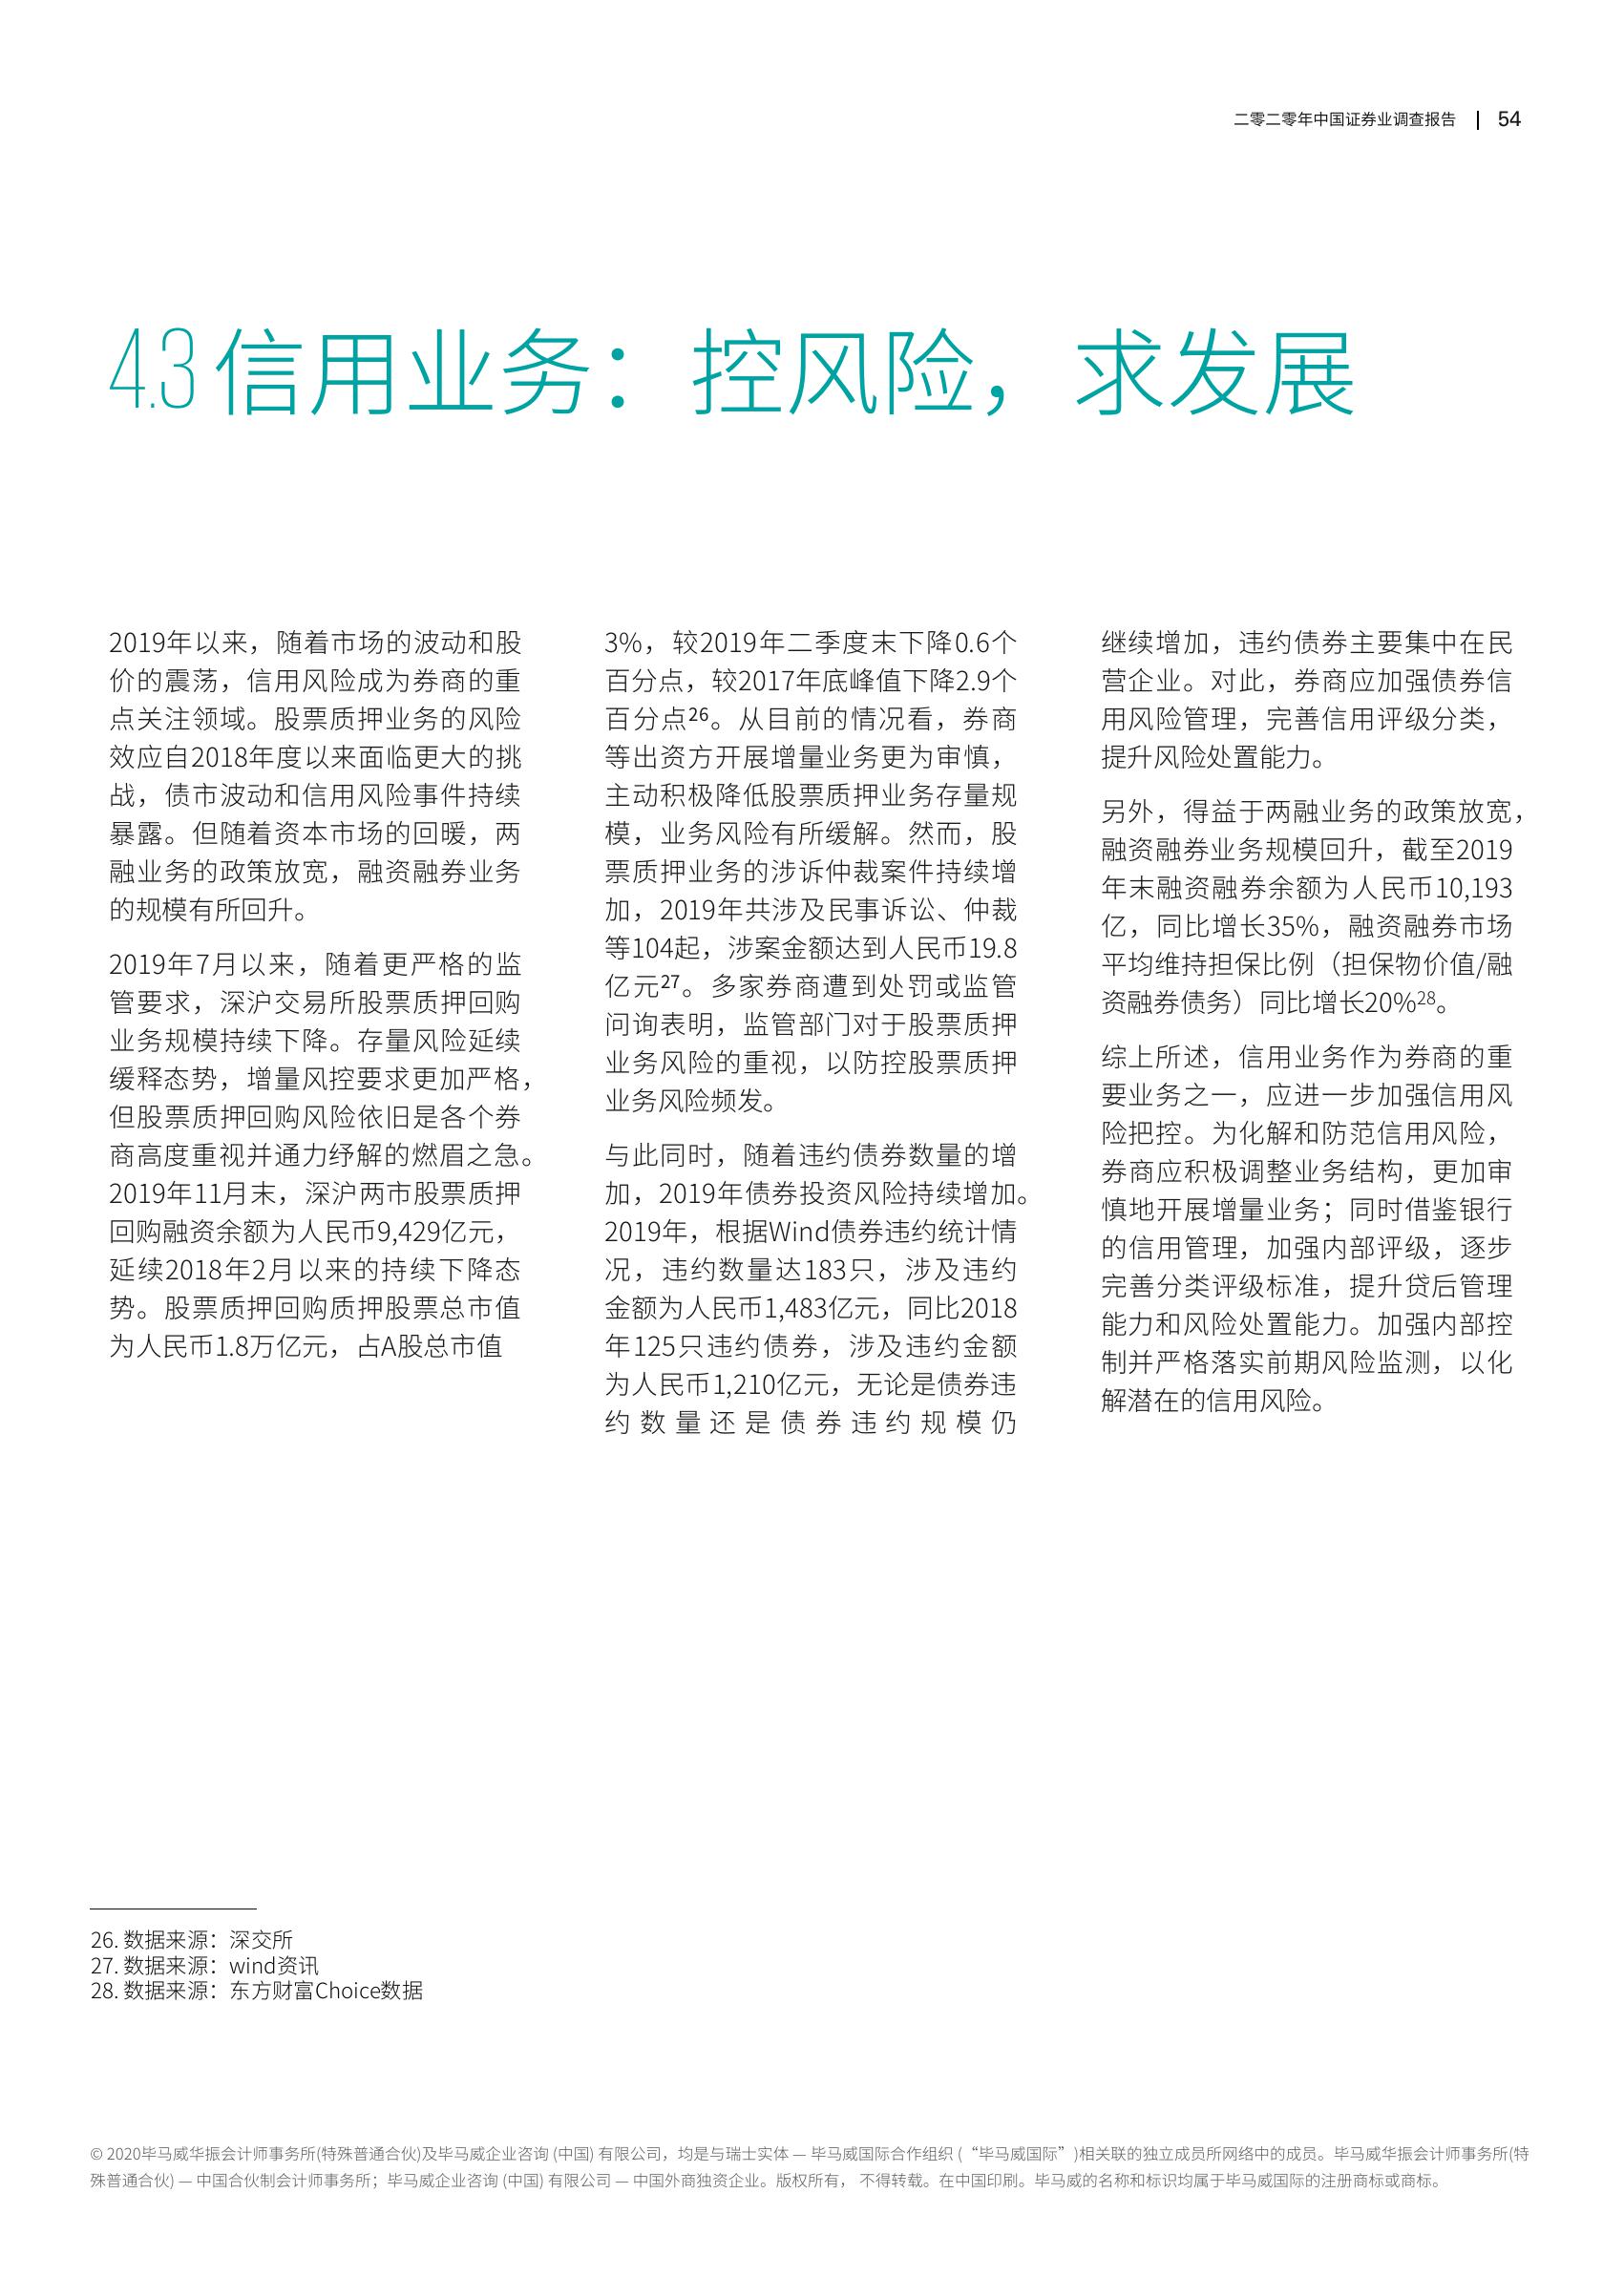 二零二零年中国证券业调查报告 | 54
4.3 信用业务：控风险，求发展
2019年以来，随着市场的波动和股
价的震荡，信用风险成为券商的重
点关注领域。股票质押业务的风险
效应自2018年度以来面临更大的挑
战，债市波动和信用风险事件持续
暴露。但随着资本市场的回暖，两
融业务的政策放宽，融资融券业务
的规模有所回升。
2019年7月以来，随着更严格的监
管要求，深沪交易所股票质押回购
业务规模持续下降。存量风险延续
缓释态势，增量风控要求更加严格，
但股票质押回购风险依旧是各个券
商高度重视并通力纾解的燃眉之急。
2019年11月末，深沪两市股票质押
回购融资余额为人民币9,429亿元，
延续2018年2月以来的持续下降态
势。股票质押回购质押股票总市值
为人民币1.8万亿元，占A股总市值
3%，较2019年二季度末下降0.6个
百分点，较2017年底峰值下降2.9个
百分点26。从目前的情况看，券商
等出资方开展增量业务更为审慎，
主动积极降低股票质押业务存量规
模，业务风险有所缓解。然而，股
票质押业务的涉诉仲裁案件持续增
加，2019年共涉及民事诉讼、仲裁
等104起，涉案金额达到人民币19.8
亿元27。多家券商遭到处罚或监管
问询表明，监管部门对于股票质押
业务风险的重视，以防控股票质押
业务风险频发。
与此同时，随着违约债券数量的增
加，2019年债券投资风险持续增加。
2019年，根据Wind债券违约统计情
况，违约数量达183只，涉及违约
金额为人民币1,483亿元，同比2018
年125只违约债券，涉及违约金额
为人民币1,210亿元，无论是债券违
约数量还是债券违约规模仍
继续增加，违约债券主要集中在民
营企业。对此，券商应加强债券信
用风险管理，完善信用评级分类，
提升风险处置能力。
另外，得益于两融业务的政策放宽，
融资融券业务规模回升，截至2019
年末融资融券余额为人民币10,193
亿，同比增长35%，融资融券市场
平均维持担保比例（担保物价值/融
资融券债务）同比增长20%28。
综上所述，信用业务作为券商的重
要业务之一，应进一步加强信用风
险把控。为化解和防范信用风险，
券商应积极调整业务结构，更加审
慎地开展增量业务；同时借鉴银行
的信用管理，加强内部评级，逐步
完善分类评级标准，提升贷后管理
能力和风险处置能力。加强内部控
制并严格落实前期风险监测，以化
解潜在的信用风险。
26. 数据来源：深交所
27. 数据来源：wind资讯
28. 数据来源：东方财富Choice数据
© 2020毕马威华振会计师事务所(特殊普通合伙)及毕马威企业咨询 (中国) 有限公司，均是与瑞士实体 — 毕马威国际合作组织 (“毕马威国际”)相关联的独立成员所网络中的成员。毕马威华振会计师事务所(特
殊普通合伙) — 中国合伙制会计师事务所；毕马威企业咨询 (中国) 有限公司 — 中国外商独资企业。版权所有， 不得转载。在中国印刷。毕马威的名称和标识均属于毕马威国际的注册商标或商标。